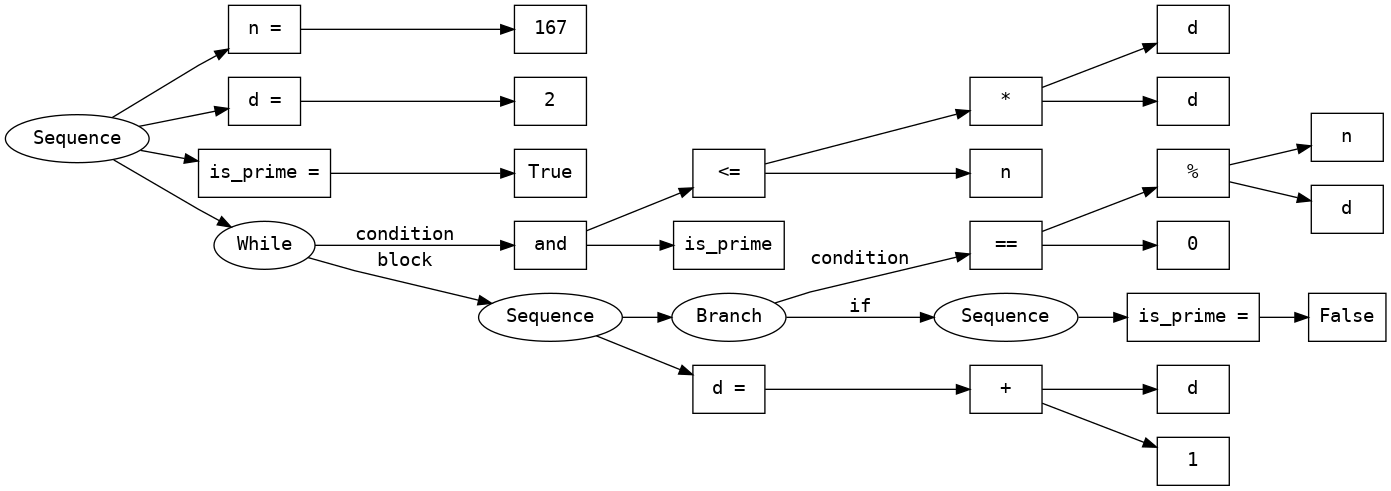 n = 167 d
d = 2 * d
Sequence n
is_prime = True <= n %
d
While condition and is_prime == 0
block condition
Sequence Branch if Sequence is_prime = False
d = + d
1